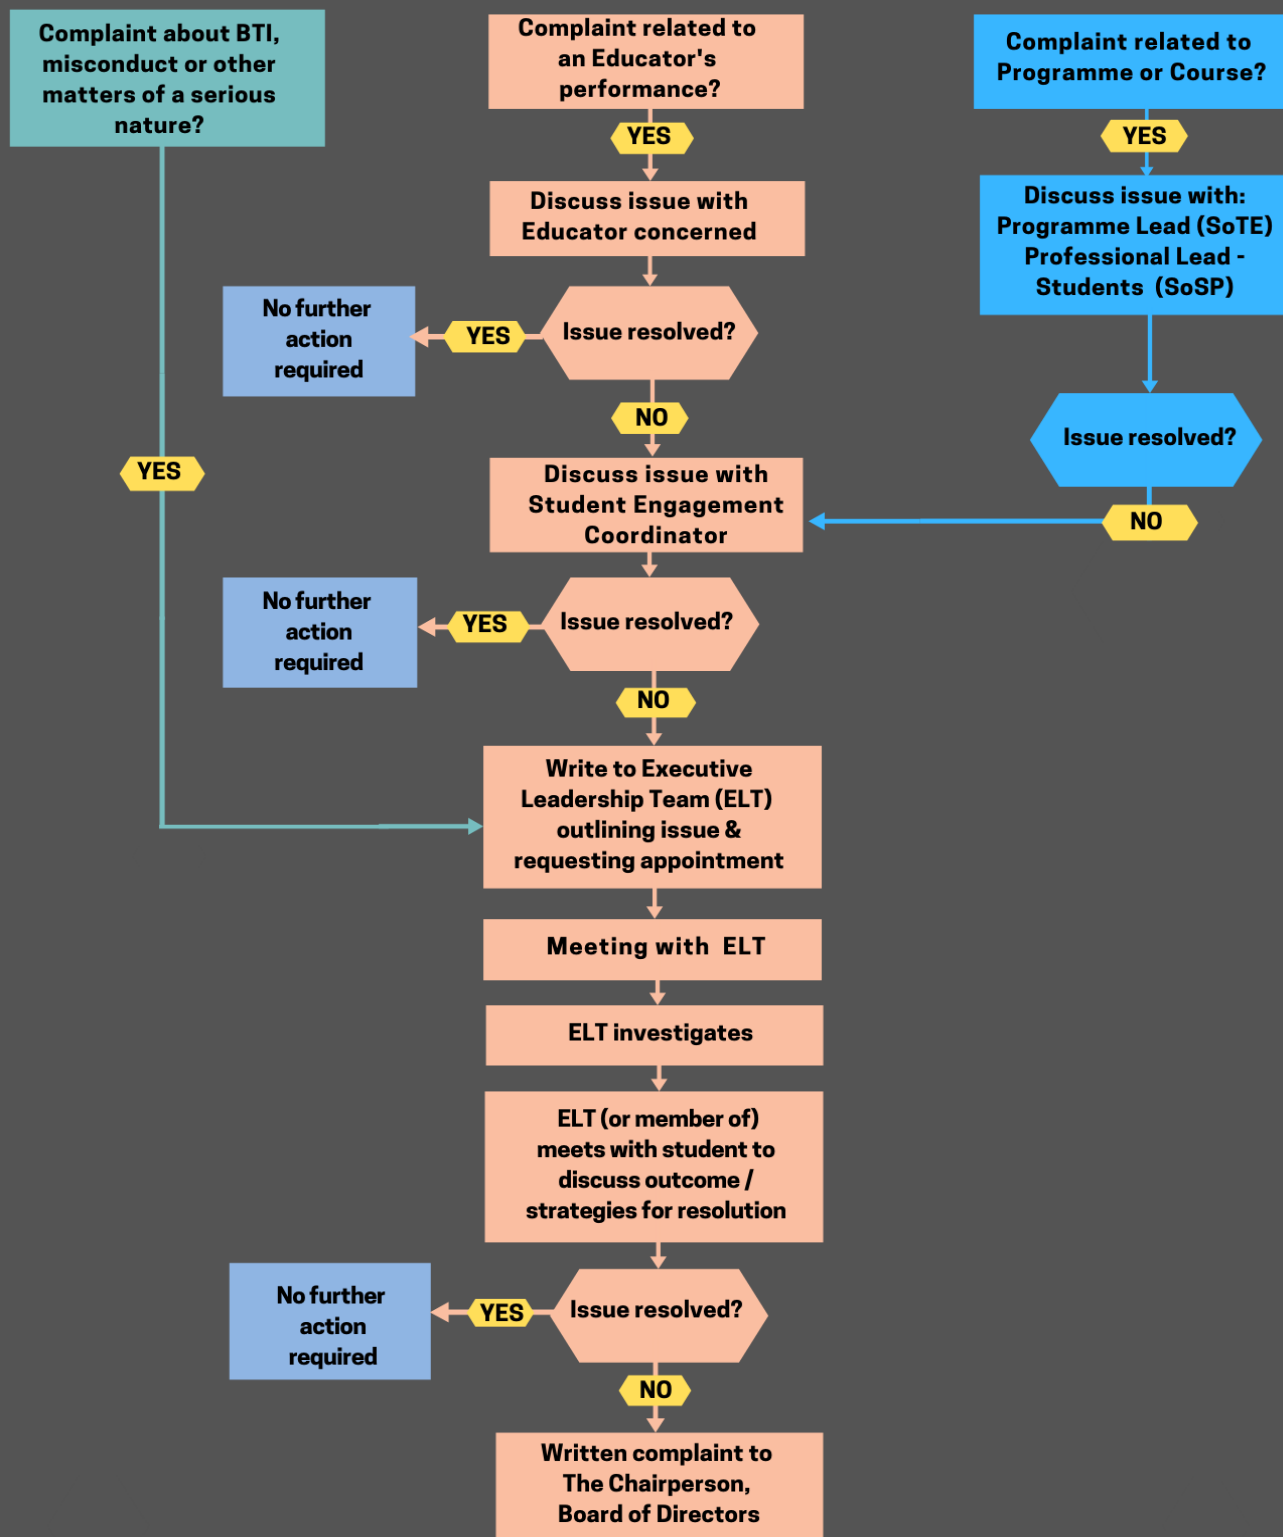 Complaint about BTI,
misconduct or other
matters of a serious
nature?
YES
Complaint related to
an Educator's
performance?
YES
Discuss issue with
Educator concerned
Issue resolved?
YES
No further
action
required
NO
Complaint related to
Programme or Course?
YES
Discuss issue with:
Programme Lead (SoTE)
Professional Lead -
Students (SoSP)
Issue resolved?
NO
Discuss issue with
Student Engagement
Coordinator
Issue resolved?
YES
No further
action
required
NO
Write to Executive
Leadership Team (ELT)
outlining issue &
requesting appointment
Meeting with ELT
ELT investigates
ELT (or member of)
meets with student to
discuss outcome /
strategies for resolution
Issue resolved?
YES
No further
action
required
NO
Written complaint to
The Chairperson,
Board of Directors